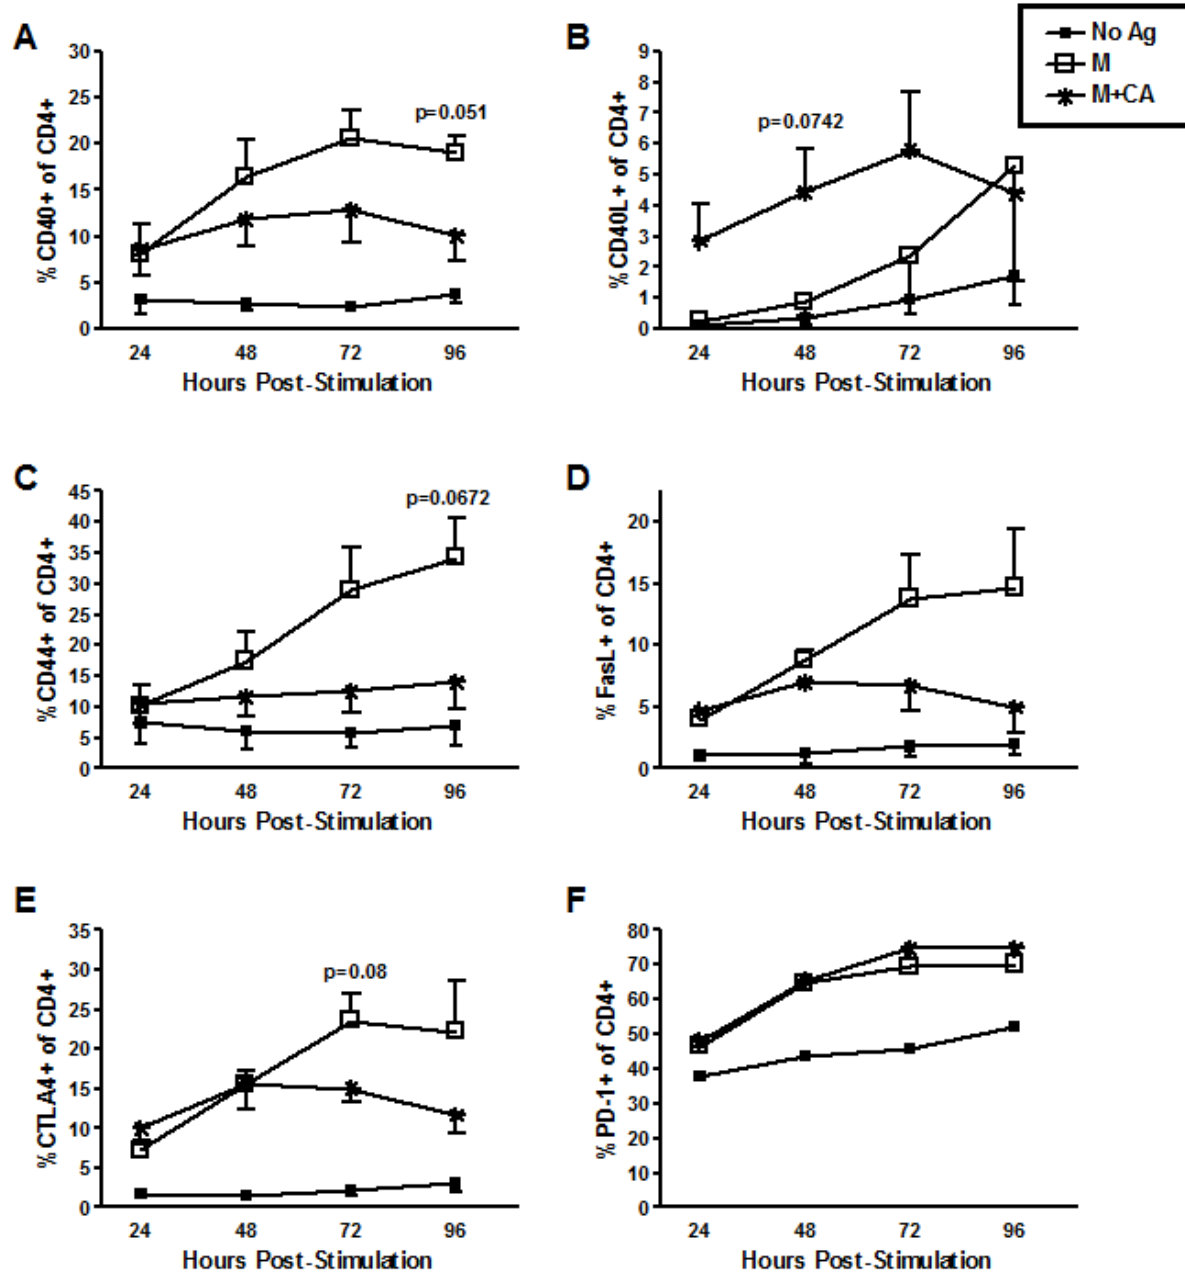 A
30
25
20
15
10
5
0
% CD40+ of CD4+
p=0.051
24 48 72 96
Hours Post-Stimulation
B
9
8
7
6
5
4
3
2
1
0
% CD40L+ of CD4+
p=0.0742
24 48 72 96
Hours Post-Stimulation
No Ag
M
M+CA
C
45
40
35
30
25
20
15
10
5
0
% CD44+ of CD4+
p=0.0672
24 48 72 96
Hours Post-Stimulation
D
20
15
10
5
0
% FasL+ of CD4+
24 48 72 96
Hours Post-Stimulation
E
35
30
25
20
15
10
5
0
% CTLA4+ of CD4+
p=0.08
24 48 72 96
Hours Post-Stimulation
F
80
70
60
50
40
30
20
10
0
% PD-1+ of CD4+
24 48 72 96
Hours Post-Stimulation